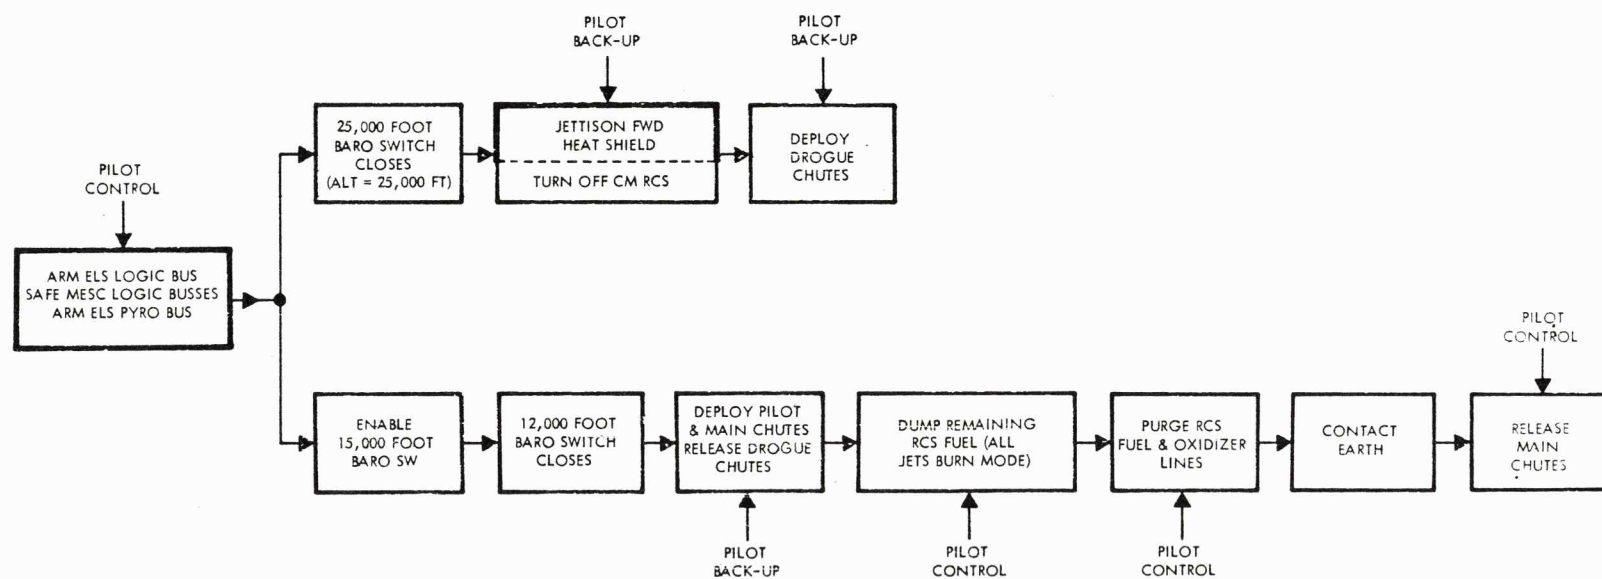 PILOT
BACK-UP
PILOT
BACK-UP
25,000 FOOT
BARO SWITCH
CLOSES
(ALT = 25,000 FT)
JETTISON FWD
HEAT SHIELD
TURN OFF CM RCS
DEPLOY
DROGUE
CHUTES
PILOT
CONTROL
ARM ELS LOGIC BUS
SAFE MESC LOGIC BUSSES
ARM ELS PYRO BUS
PILOT
CONTROL
ENABLE
15,000 FOOT
BARO SW
12,000 FOOT
BARO SWITCH
CLOSES
DEPLOY PILOT
& MAIN CHUTES
RELEASE DROGUE
CHUTES
DUMP REMAINING
RCS FUEL (ALL
JETS BURN MODE)
PURGE RCS
FUEL & OXIDIZER
LINES
CONTACT
EARTH
RELEASE
MAIN
CHUTES
PILOT
BACK-UP
PILOT
CONTROL
PILOT
CONTROL